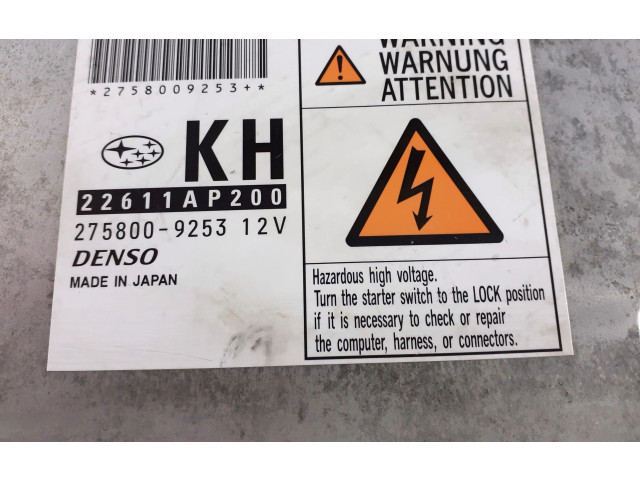 *2758009253+*
KH
22611AP200
275800-9253 12V
DENSO
MADE IN JAPAN
WARNING
WARNUNG
ATTENTION
Hazardous high voltage.
Turn the starter switch to the LOCK position
if it is necessary to check or repair
the computer, harness, or connectors.